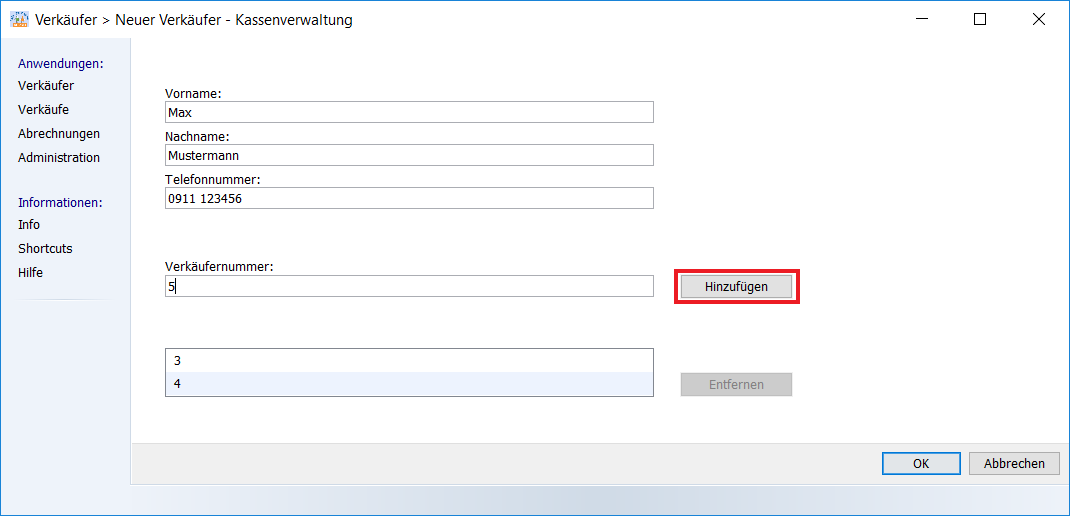 Verkäufer > Neuer Verkäufer - Kassenverwaltung
Anwendungen:
Verkäufer
Verkäufe
Abrechnungen
Administration
Informationen:
Info
Shortcuts
Hilfe
Vorname:
Max
Nachname:
Mustermann
Telefonnummer:
0911 123456
Verkäufernummer:
5
Hinzufügen
3
4
Entfernen
OK
Abbrechen